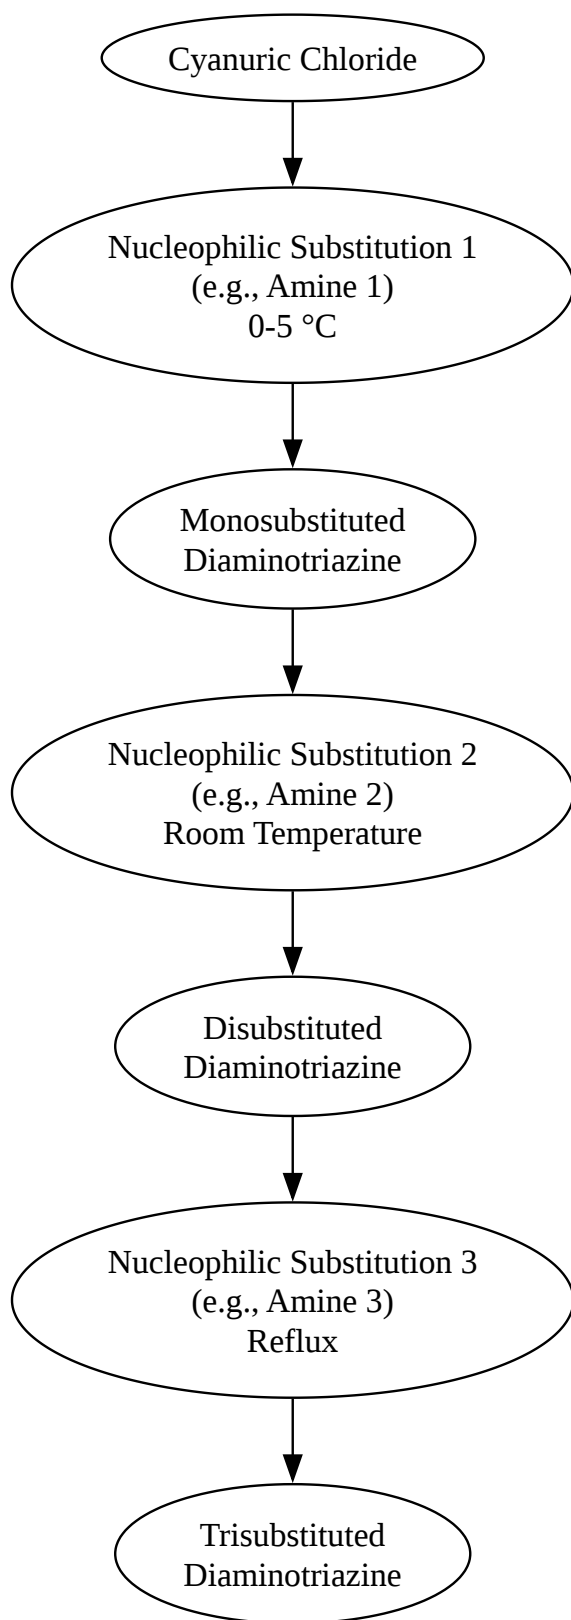 Cyanuric Chloride
Nucleophilic Substitution 1
(e.g., Amine 1)
0-5 °C
Monosubstituted
Diaminotriazine
Nucleophilic Substitution 2
(e.g., Amine 2)
Room Temperature
Disubstituted
Diaminotriazine
Nucleophilic Substitution 3
(e.g., Amine 3)
Reflux
Trisubstituted
Diaminotriazine